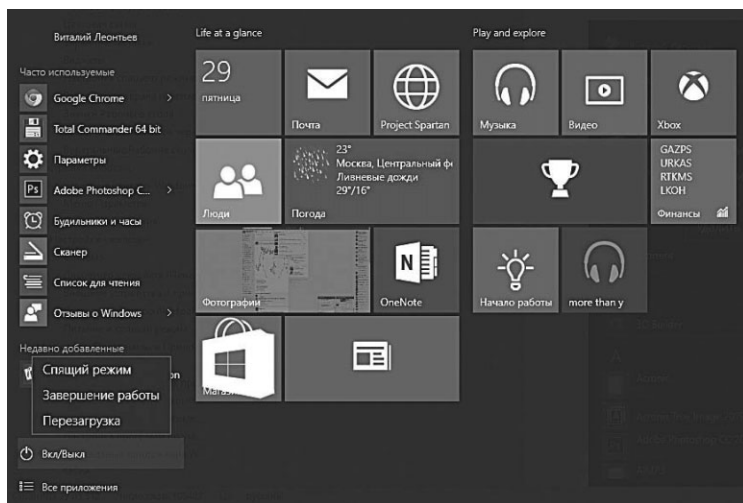 Виталий Леонтьев
Часто используемые
Google Chrome
Total Commander 64 bit
Параметры
Ps
Adobe Photoshop C...
Будильники и часы
Сканер
Список для чтения
Отзывы о Windows
Недавно добавленные
on
Спящий режим
Завершение работы
Перезагрузка
Вкл/Выкл
Все приложения
Life at a glance
29
пятница
Почта
Project Spartan
Люди
23°
Москва, Центральный ф
Ливневые дожди
29°/16°
Погода
Фотографии
N
OneNote
Мага
Play and explore
Музыка
Видео
Xbox
GAZPS
URKAS
RTKMS
LKOH
Финансы
Начало работы
more than y